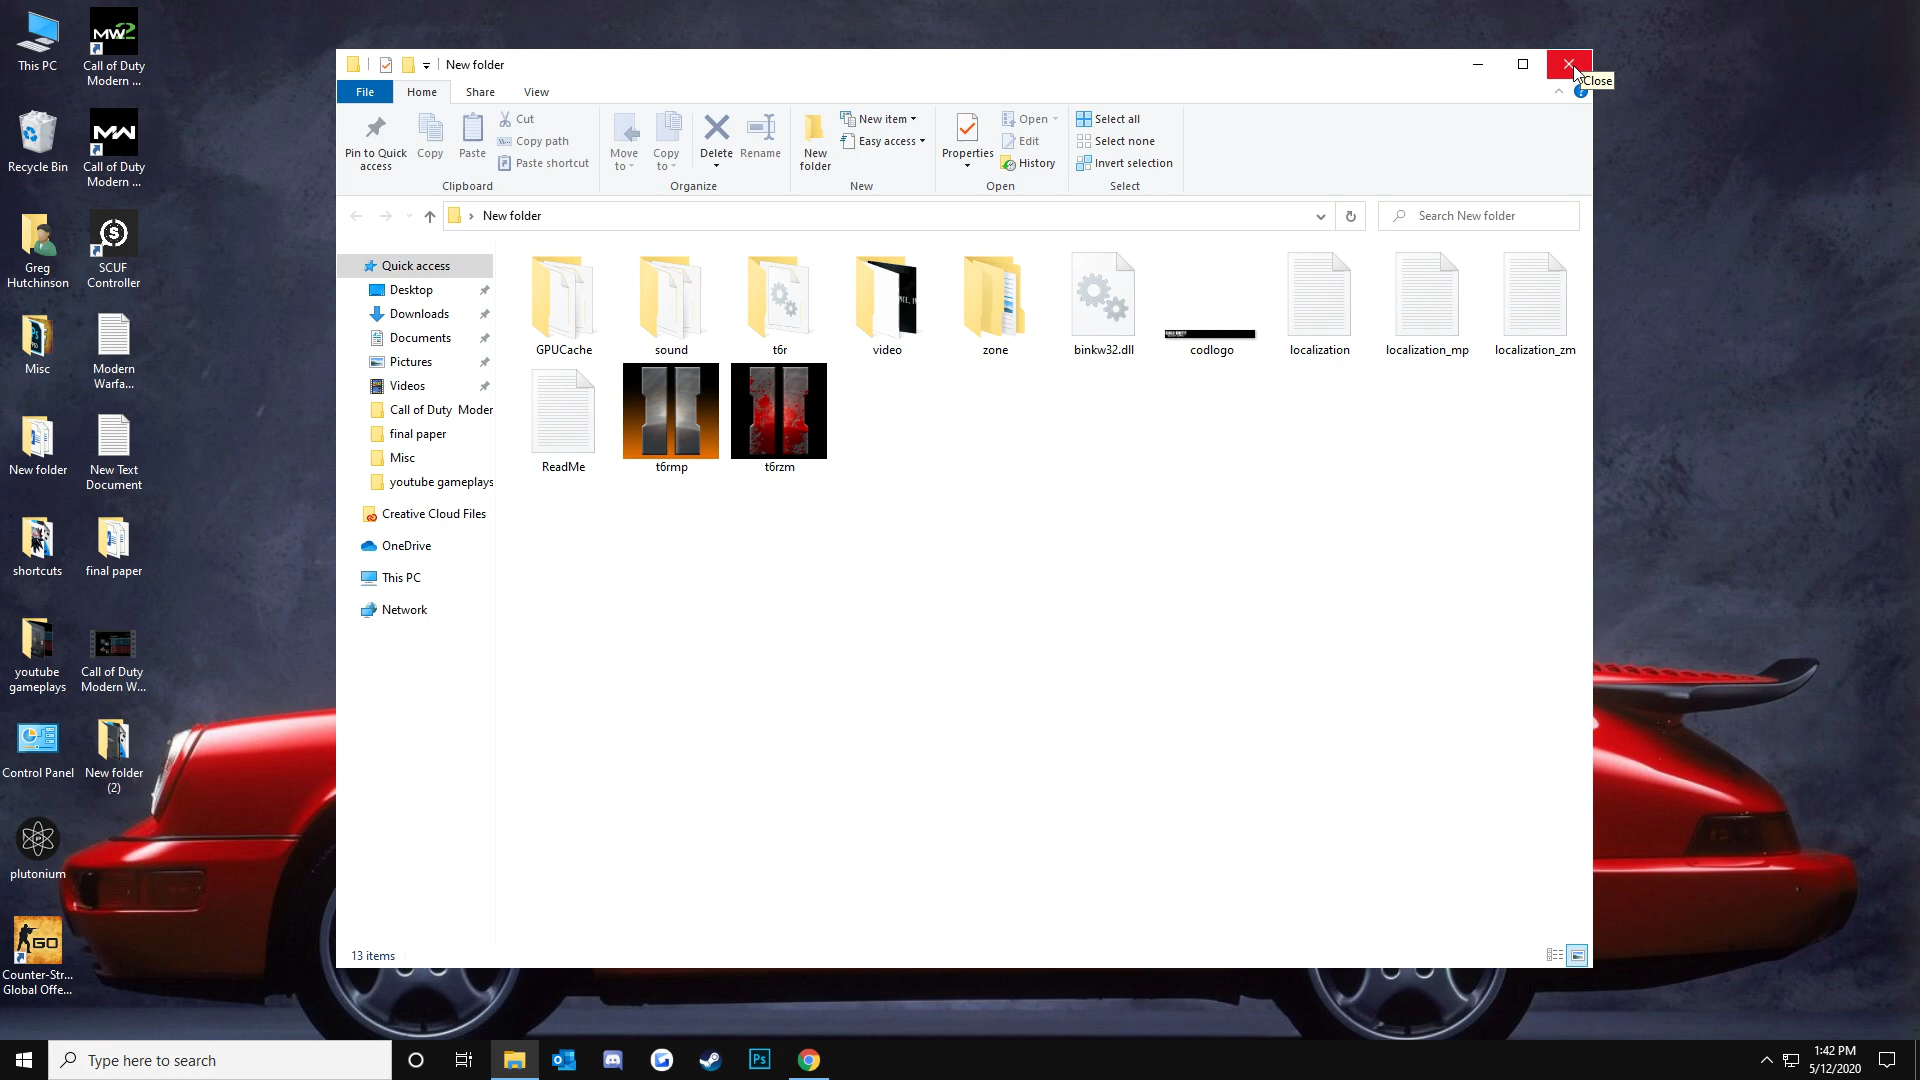 This PC
MW2
Call of Duty
Modern ...
Recycle Bin
MW
Call of Duty
Modern ...
Greg
Hutchinson
SCUF
Controller
Misc
Modern
Warfa...
New folder
New Text
Document
shortcuts
final paper
youtube
gameplays
Call of Duty
Modern W...
Control Panel
New folder
(2)
plutonium
GO
Counter-Str...
Global Offe...
New folder
Close
File
Home
Share
View
Pin to Quick
access
Copy
Paste
Cut
Copy path
Paste shortcut
Clipboard
Move
to
Copy
to
Delete
Rename
Organize
New
folder
New item
Easy access
New
Properties
Open
Edit
History
Open
Select all
Select none
Invert selection
Select
New folder
Search New folder
Quick access
Desktop
Downloads
Documents
Pictures
Videos
Call of Duty Moder
final paper
Misc
youtube gameplays
Creative Cloud Files
OneDrive
This PC
Network
GPUCache
sound
t6r
video
zone
binkw32.dll
codlogo
localization
localization_mp
localization_zm
ReadMe
t6rmp
t6rzm
13 items
Type here to search
Ps
1:42 PM
5/12/2020